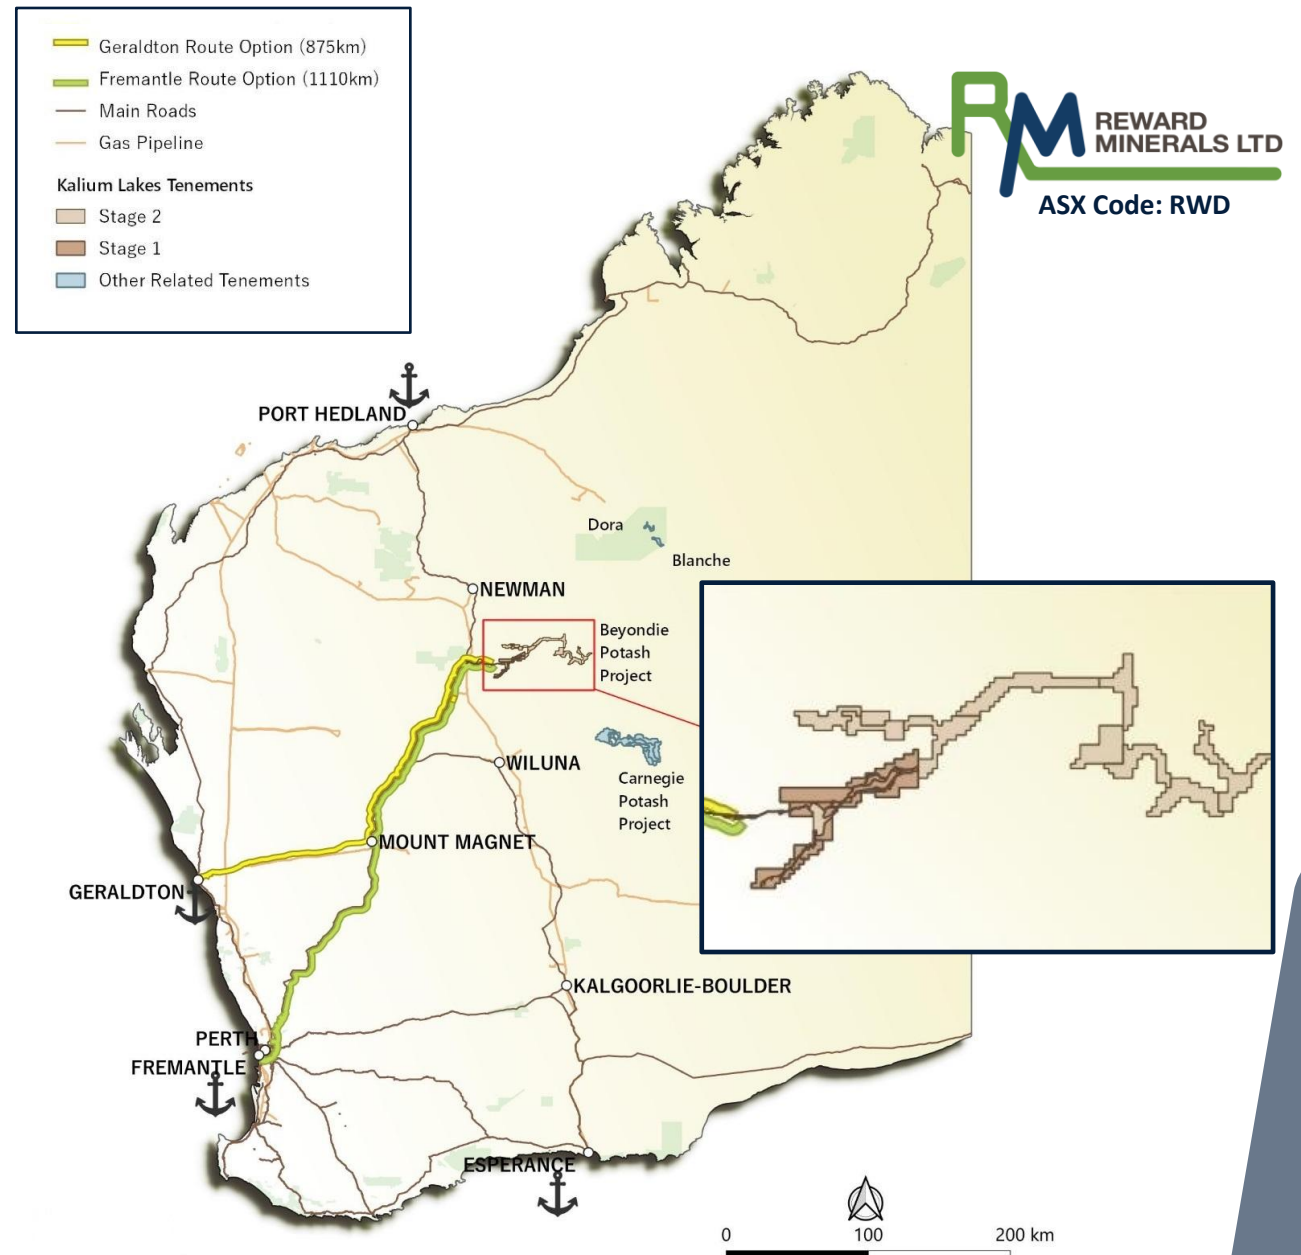 Geraldton Route Option (875km)
Fremantle Route Option (1110km)
Main Roads
Gas Pipeline
Kalium Lakes Tenements
Stage 2
Stage 1
Other Related Tenements
RM
REWARD
MINERALS LTD
ASX Code: RWD
PORT HEDLAND
Dora
Blanche
NEWMAN
Beyondie
Potash
Project
WILUNA
Carnegie
Potash
Project
MOUNT MAGNET
GERALDTON
KALGOORLIE-BOULDER
PERTH
FREMANTLE
ESPERANCE
0 100 200 km